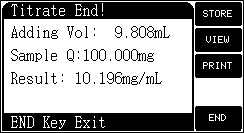 Titrate End!
Adding Vol: 9.808mL
Sample Q:100.000mg
Result: 10.196mg/mL
END Key Exit
STORE
VIEW
PRINT
END